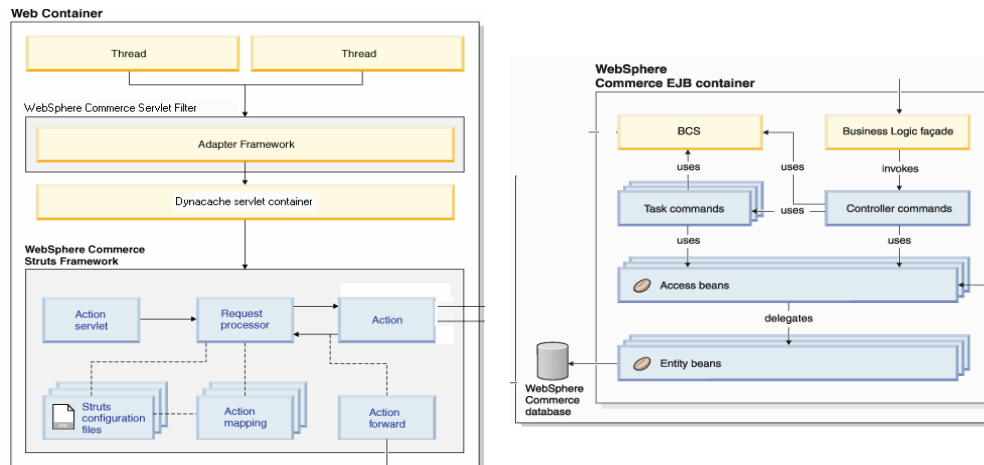 Web Container
Thread
Thread
WebSphere Commerce Servlet Filter
Adapter Framework
Dynacache servlet container
WebSphere Commerce
Struts Framework
Action
servlet
Request
processor
Action
Struts
configuration
files
Action
mapping
Action
forward
WebSphere
Commerce EJB container
BCS
Business Logic façade
uses
uses
invokes
Task commands
uses
Controller commands
uses
uses
Access beans
delegates
Entity beans
WebSphere
Commerce
database